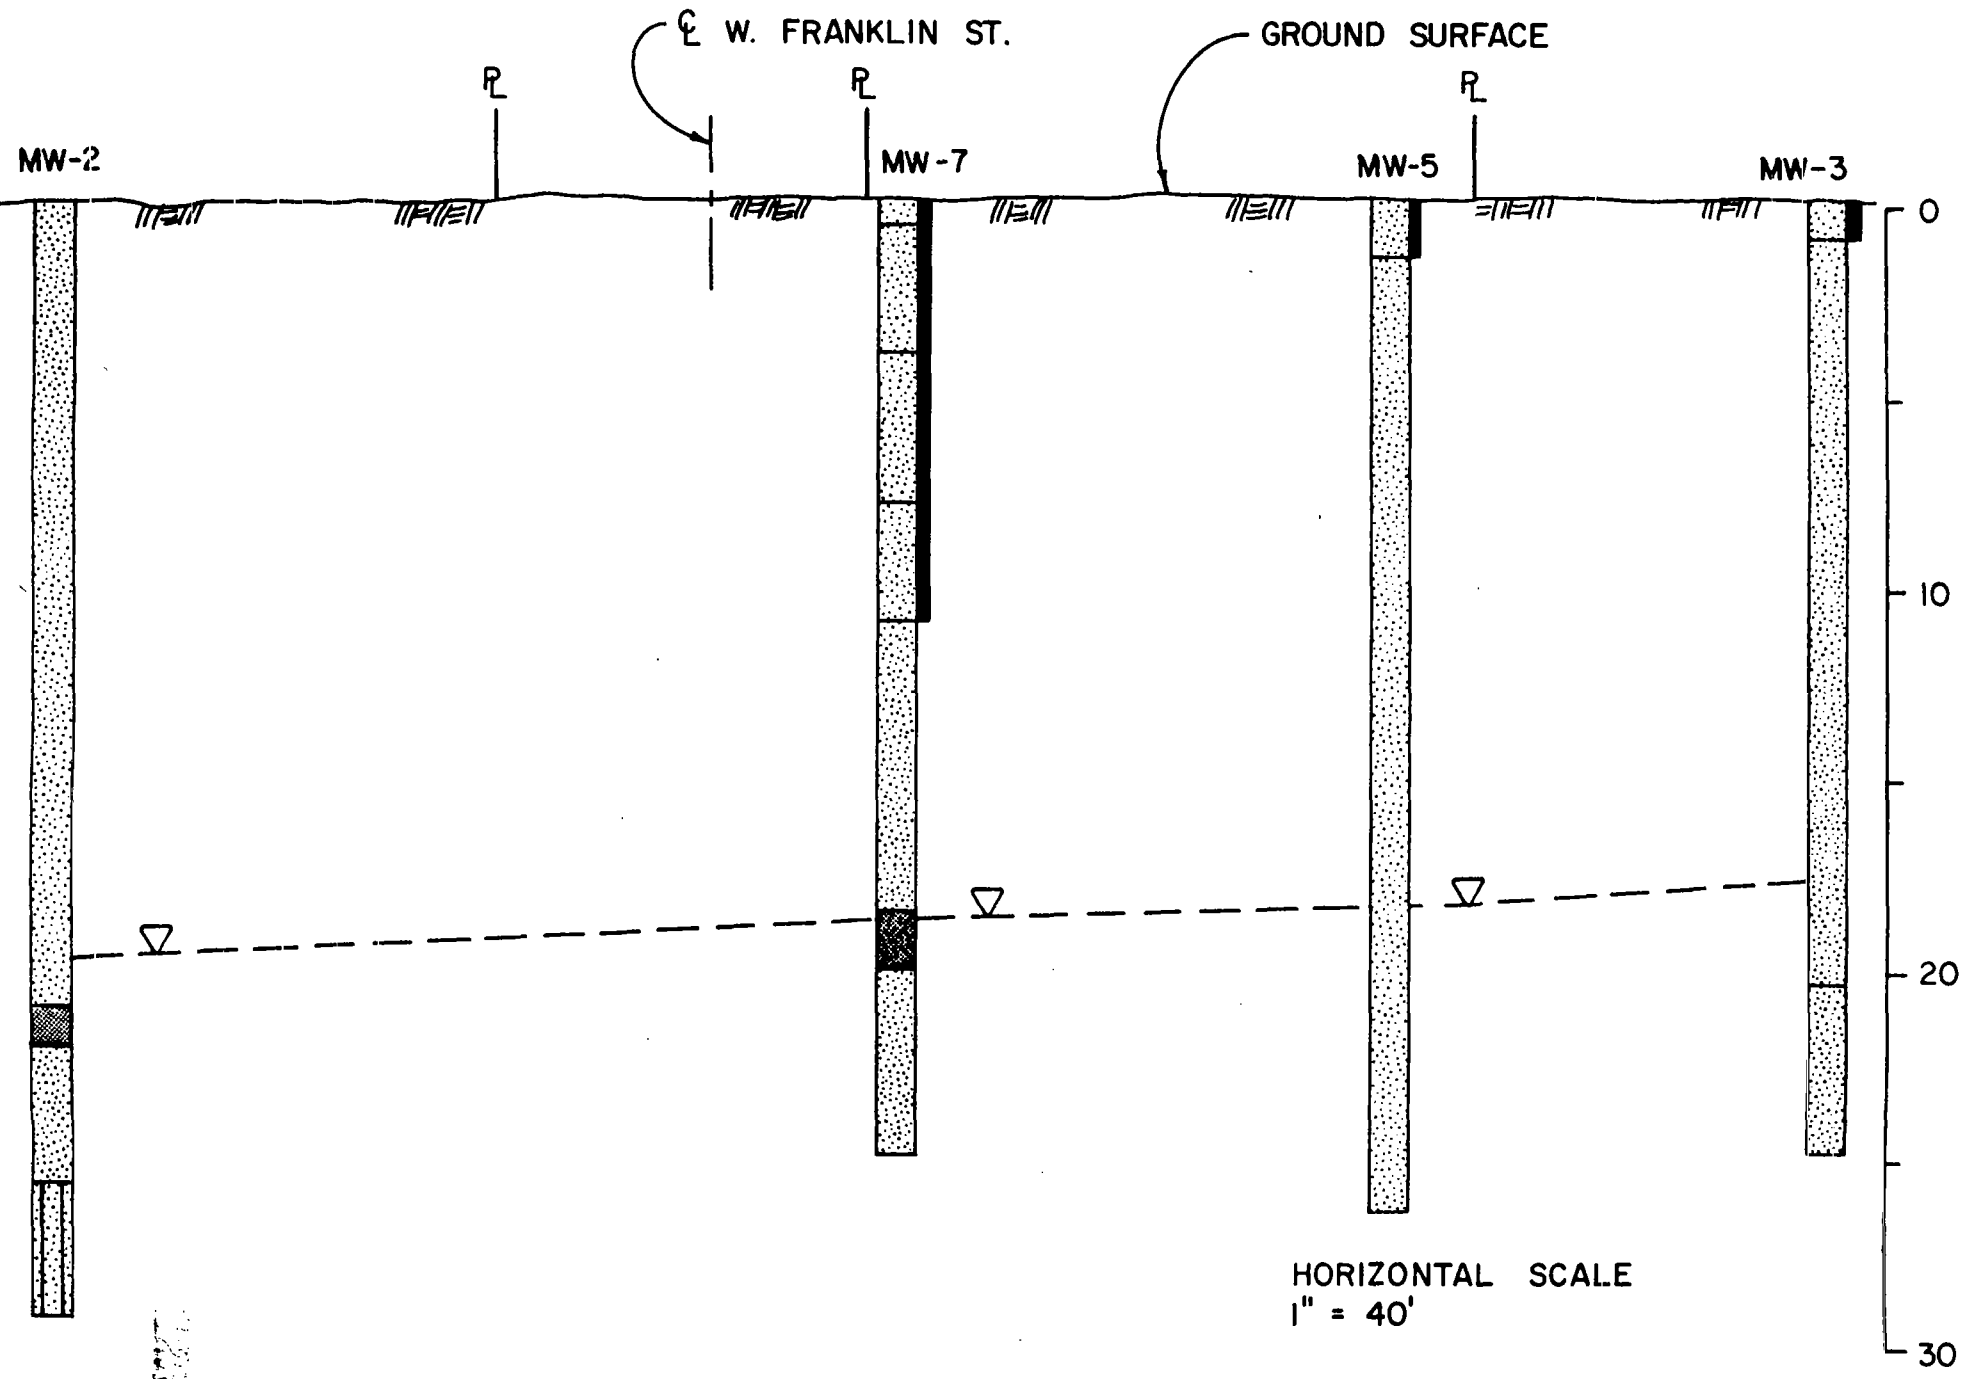 ℄ W. FRANKLIN ST.
GROUND SURFACE
PL
PL
PL
MW-2
MW-7
MW-5
MW-3
0
10
20
30
HORIZONTAL SCALE
1" = 40'